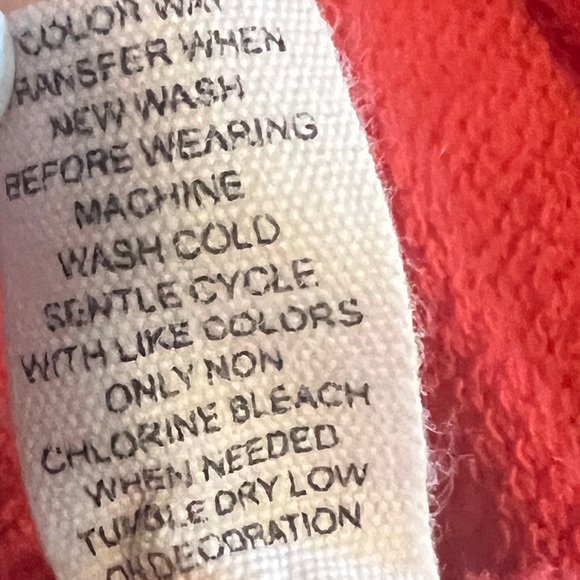 COLOR MAY
TRANSFER WHEN
NEW WASH
BEFORE WEARING
MACHINE
WASH COLD
GENTLE CYCLE
WITH LIKE COLORS
ONLY NON
CHLORINE BLEACH
WHEN NEEDED
TUMBLE DRY LOW
DECORATION